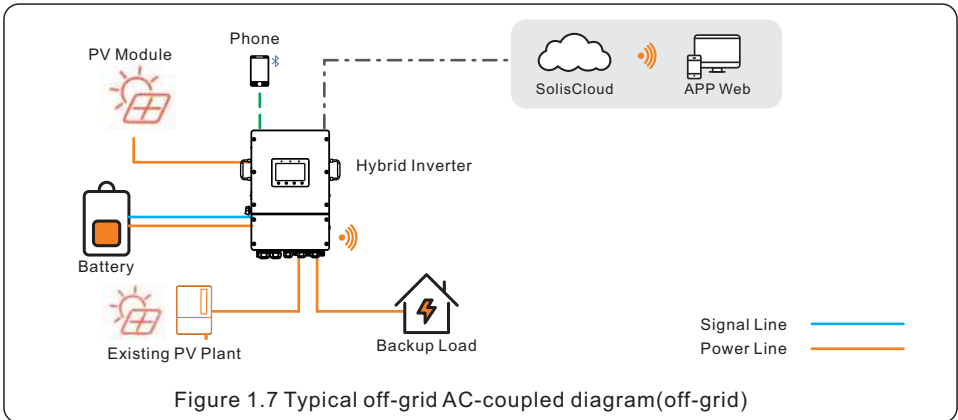 Phone
PV Module
SolisCloud
APP Web
Hybrid Inverter
Battery
Existing PV Plant
Backup Load
Signal Line
Power Line
Figure 1.7 Typical off-grid AC-coupled diagram(off-grid)